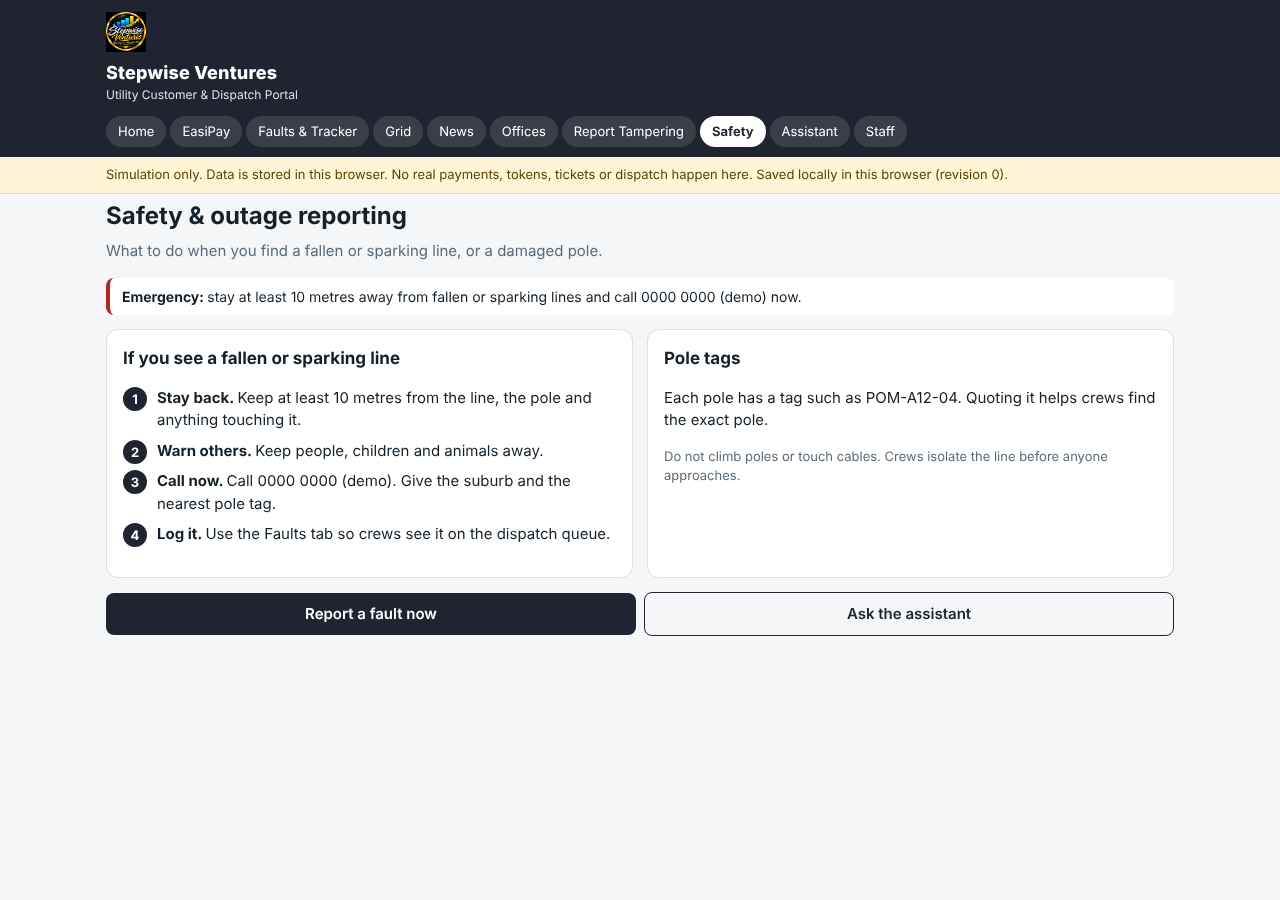 Stepwise
Ventures
Stepwise Ventures
Utility Customer & Dispatch Portal
Home EasiPay Faults & Tracker Grid News Offices Report Tampering Safety Assistant Staff
Simulation only. Data is stored in this browser. No real payments, tokens, tickets or dispatch happen here. Saved locally in this browser (revision 0).
Safety & outage reporting
What to do when you find a fallen or sparking line, or a damaged pole.
Emergency: stay at least 10 metres away from fallen or sparking lines and call 0000 0000 (demo) now.
If you see a fallen or sparking line
1 Stay back. Keep at least 10 metres from the line, the pole and
anything touching it.
2 Warn others. Keep people, children and animals away.
3 Call now. Call 0000 0000 (demo). Give the suburb and the
nearest pole tag.
4 Log it. Use the Faults tab so crews see it on the dispatch queue.
Pole tags
Each pole has a tag such as POM-A12-04. Quoting it helps crews find
the exact pole.
Do not climb poles or touch cables. Crews isolate the line before anyone
approaches.
Report a fault now
Ask the assistant